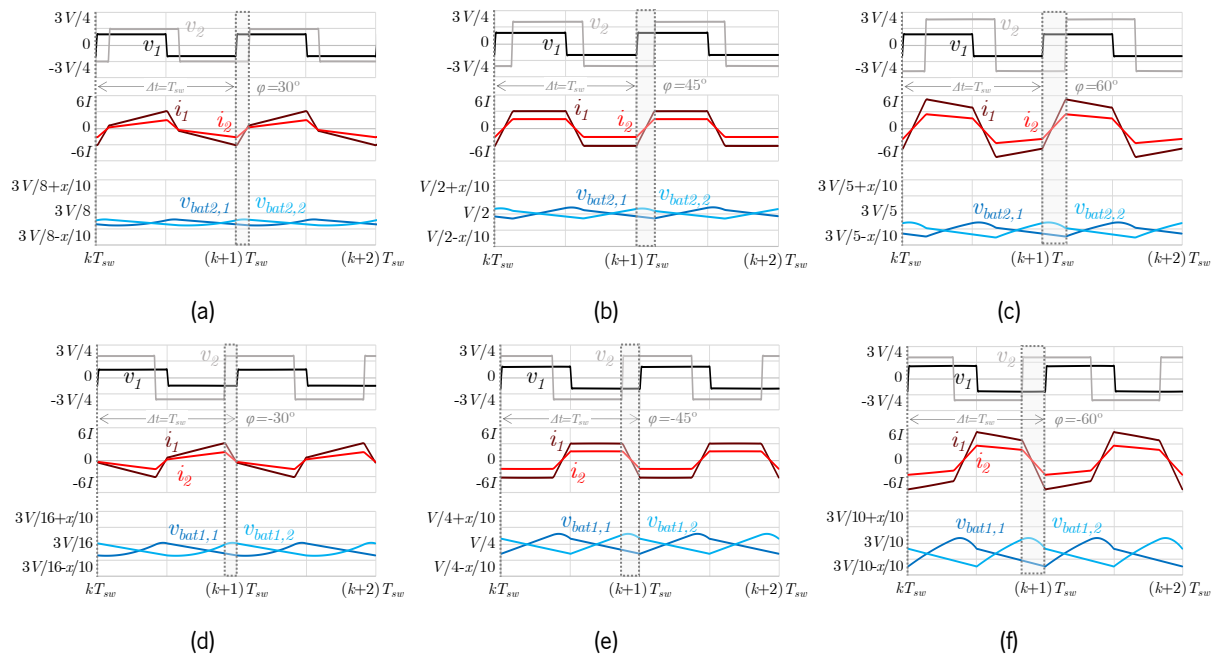 3V/4
0
-3V/4
v2
v1
Δt=Tsw
φ=30°
6I
0
-6I
i1
i2
3V/8+x/10
3V/8
3V/8-x/10
vbat2,1
vbat2,2
kTsw
(k+1)Tsw
(k+2)Tsw
(a)
3V/4
0
-3V/4
v2
v1
Δt=Tsw
φ=45°
6I
0
-6I
i1
i2
V/2+x/10
V/2
V/2-x/10
vbat2,1
vbat2,2
kTsw
(k+1)Tsw
(k+2)Tsw
(b)
3V/4
0
-3V/4
v2
v1
Δt=Tsw
φ=60°
6I
0
-6I
i1
i2
3V/5+x/10
3V/5
3V/5-x/10
vbat2,1
vbat2,2
kTsw
(k+1)Tsw
(k+2)Tsw
(c)
3V/4
0
-3V/4
v2
v1
Δt=Tsw
φ=-30°
6I
0
-6I
i1
i2
3V/16+x/10
3V/16
3V/16-x/10
vbat1,1
vbat1,2
kTsw
(k+1)Tsw
(k+2)Tsw
(d)
3V/4
0
-3V/4
v2
v1
Δt=Tsw
φ=-45°
6I
0
-6I
i1
i2
V/4+x/10
V/4
V/4-x/10
vbat1,1
vbat1,2
kTsw
(k+1)Tsw
(k+2)Tsw
(e)
3V/4
0
-3V/4
v2
v1
Δt=Tsw
φ=-60°
6I
0
-6I
i1
i2
3V/10+x/10
3V/10
3V/10-x/10
vbat1,1
vbat1,2
kTsw
(k+1)Tsw
(k+2)Tsw
(f)